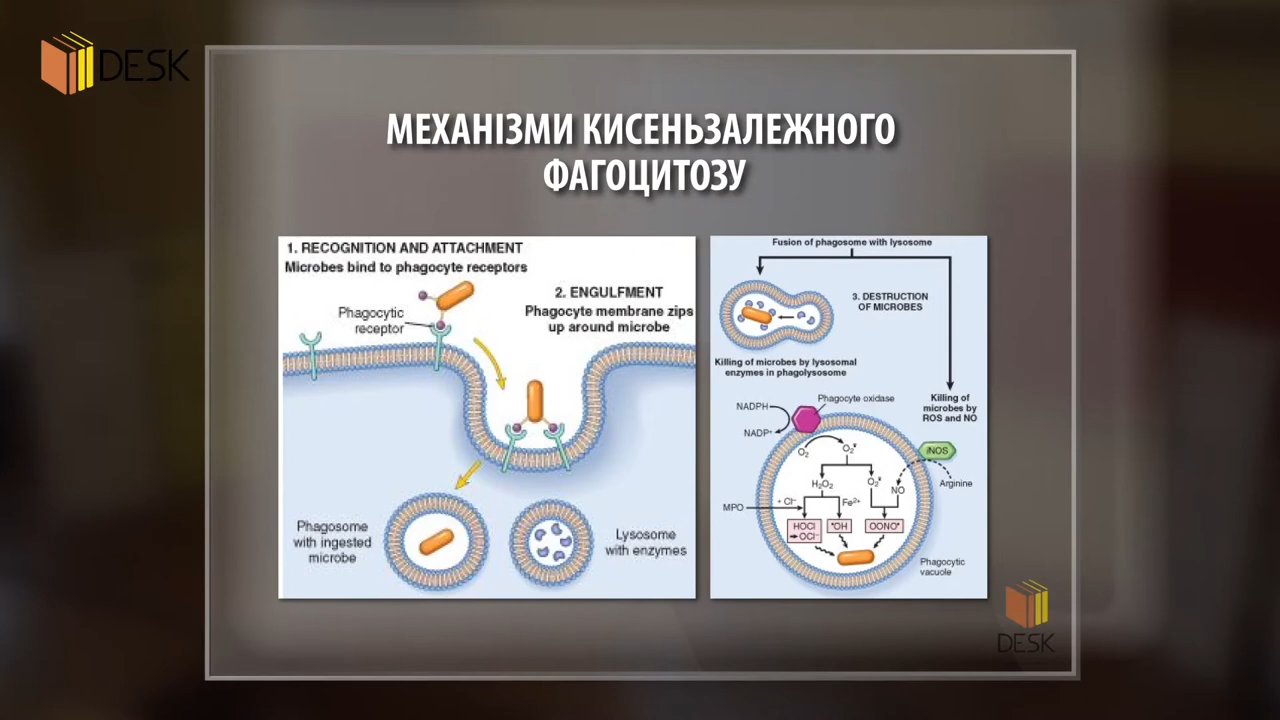 DESK
МЕХАНІЗМИ КИСЕНЬЗАЛЕЖНОГО
ФАГОЦИТОЗУ
1. RECOGNITION AND ATTACHMENT
Microbes bind to phagocyte receptors
Phagocytic
receptor
2. ENGULFMENT
Phagocyte membrane zips
up around microbe
Phagosome
with ingested
microbe
Lysosome
with enzymes
Fusion of phagosome with lysosome
3. DESTRUCTION
OF MICROBES
Killing of microbes by lysosomal
enzymes in phagolysosome
Killing of
microbes by
ROS and NO
NADPH
Phagocyte oxidase
NADP⁺
O₂
O₂•
iNOS
H₂O₂
O₂•
NO
Arginine
MPO
+ Cl⁻
Fe²⁺
HOCl
➞OCl⁻
•OH
OONO•
Phagocytic
vacuole
DESK